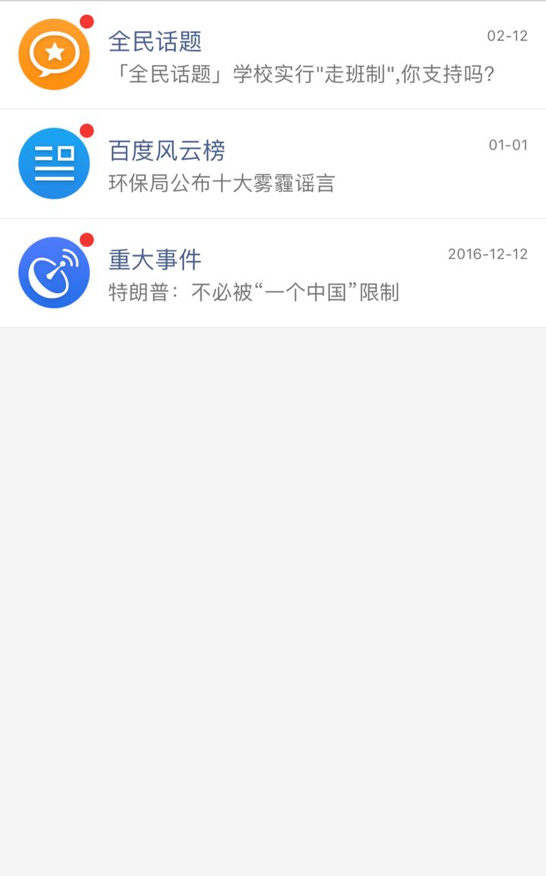 全民话题
02-12
「全民话题」学校实行"走班制",你支持吗?
百度风云榜
01-01
环保局公布十大雾霾谣言
重大事件
2016-12-12
特朗普：不必被“一个中国”限制